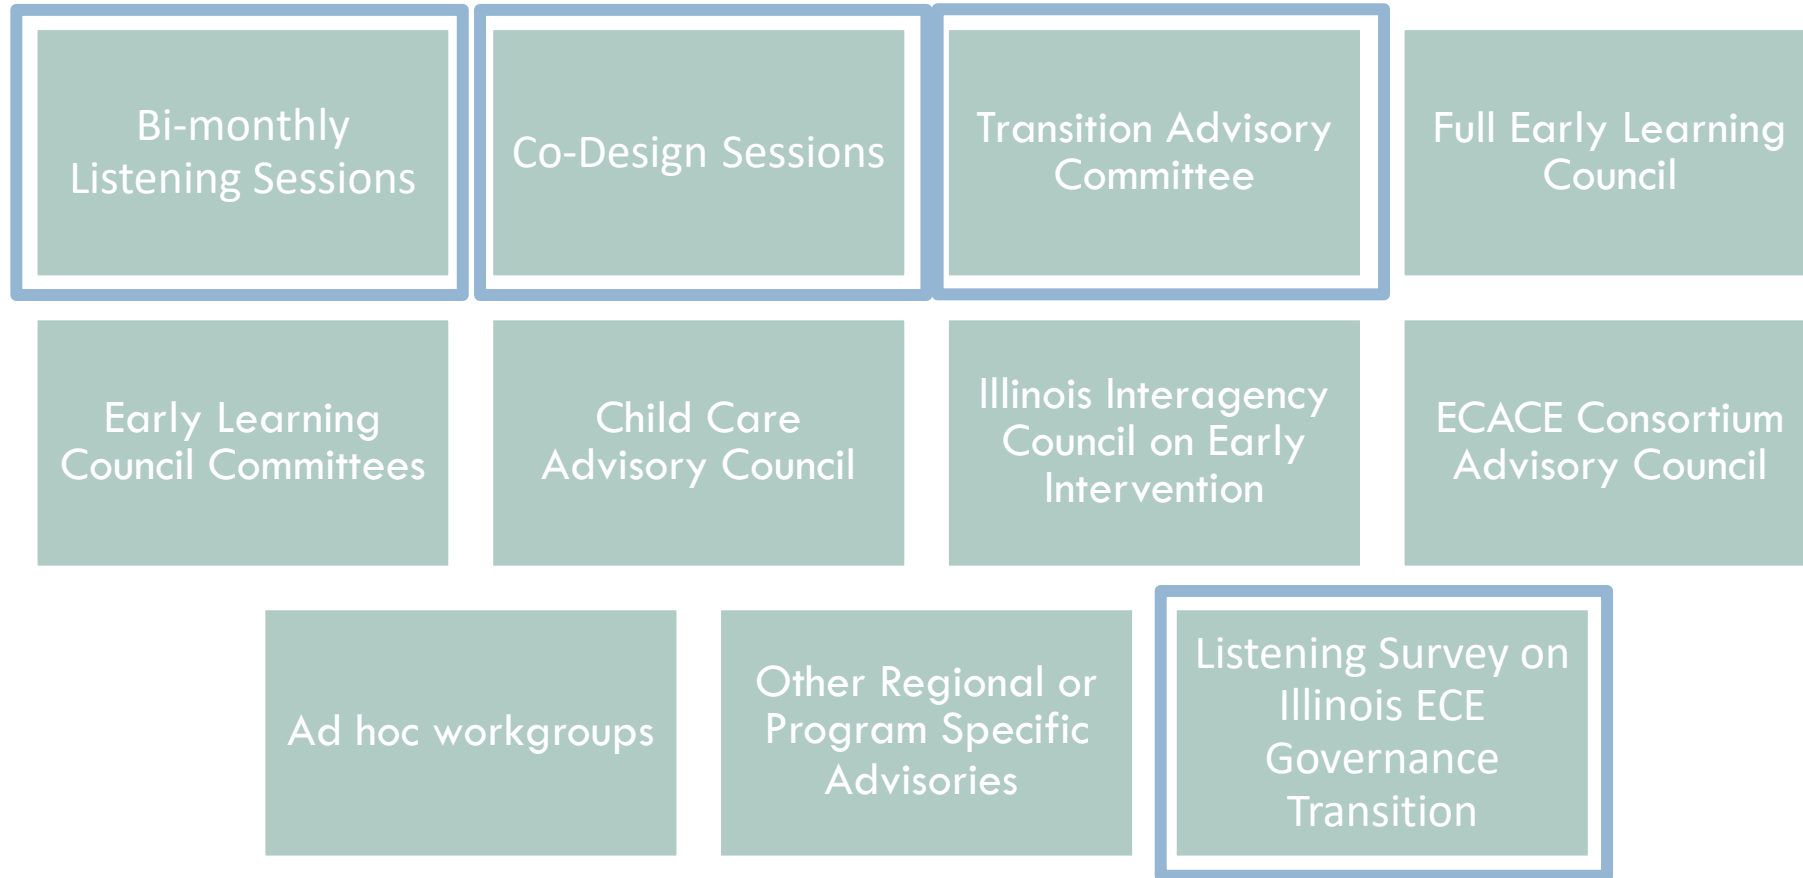 Bi-monthly
Listening Sessions
Co-Design Sessions
Transition Advisory
Committee
Full Early Learning
Council
Early Learning
Council Committees
Child Care
Advisory Council
Illinois Interagency
Council on Early
Intervention
ECACE Consortium
Advisory Council
Ad hoc workgroups
Other Regional or
Program Specific
Advisories
Listening Survey on
Illinois ECE
Governance
Transition